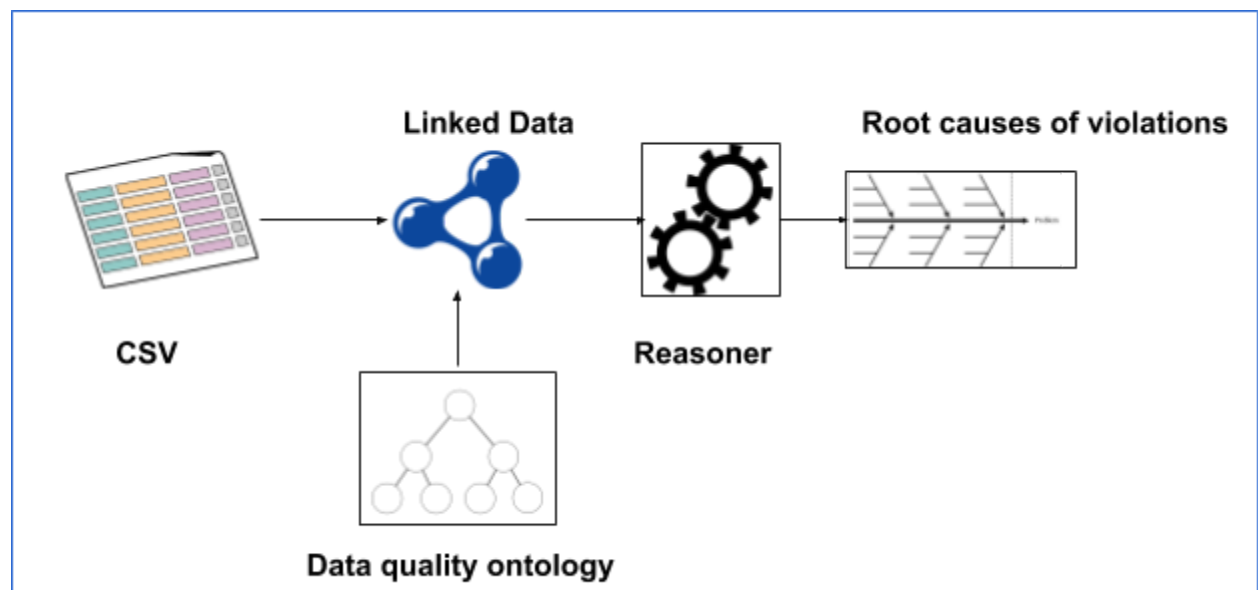 Linked Data
Root causes of violations
CSV
Reasoner
Data quality ontology